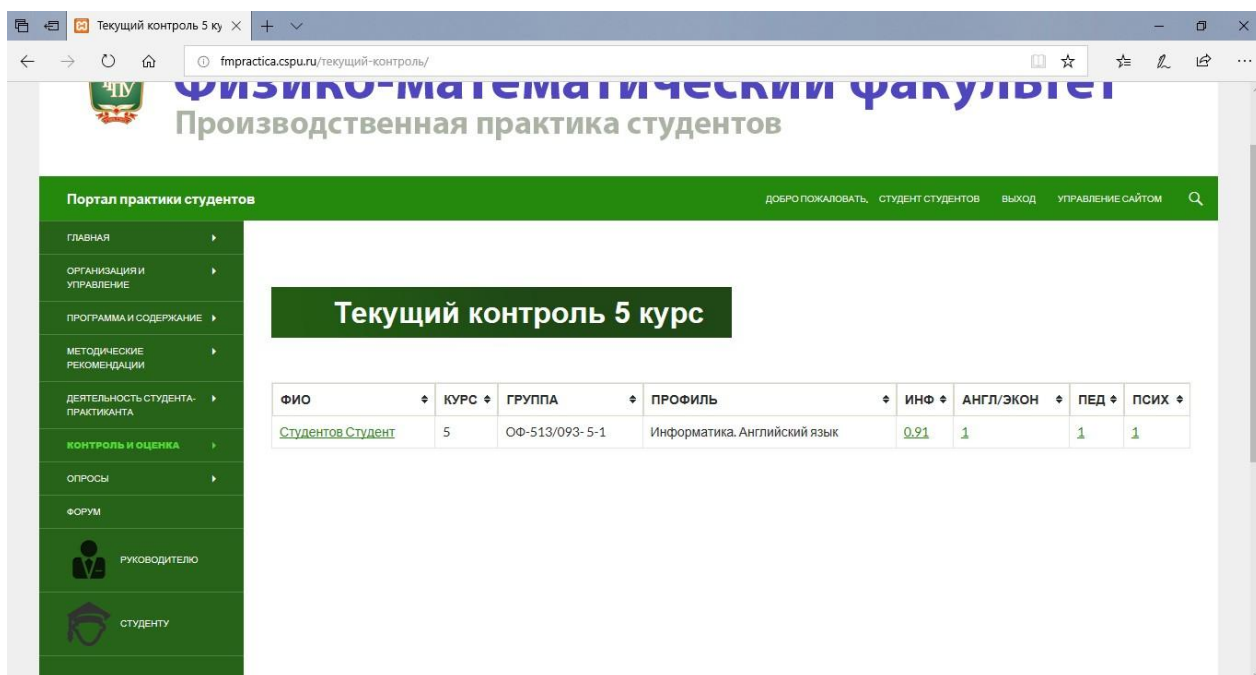 Текущий контроль 5 ку
fmpractica.cspu.ru/текущий-контроль/
ЧПУ
Физико-математический факультет
Производственная практика студентов
Портал практики студентов
ДОБРО ПОЖАЛОВАТЬ, СТУДЕНТ СТУДЕНТОВ ВЫХОД УПРАВЛЕНИЕ САЙТОМ
ГЛАВНАЯ
ОРГАНИЗАЦИЯ И
УПРАВЛЕНИЕ
ПРОГРАММА И СОДЕРЖАНИЕ
МЕТОДИЧЕСКИЕ
РЕКОМЕНДАЦИИ
ДЕЯТЕЛЬНОСТЬ СТУДЕНТА-
ПРАКТИКАНТА
КОНТРОЛЬ И ОЦЕНКА
ОПРОСЫ
ФОРУМ
РУКОВОДИТЕЛЮ
СТУДЕНТУ
Текущий контроль 5 курс
ФИО КУРС ГРУППА ПРОФИЛЬ ИНФ АНГЛ/ЭКОН ПЕД ПСИХ
Студентов Студент 5 ОФ-513/093- 5-1 Информатика. Английский язык 0.91 1 1 1